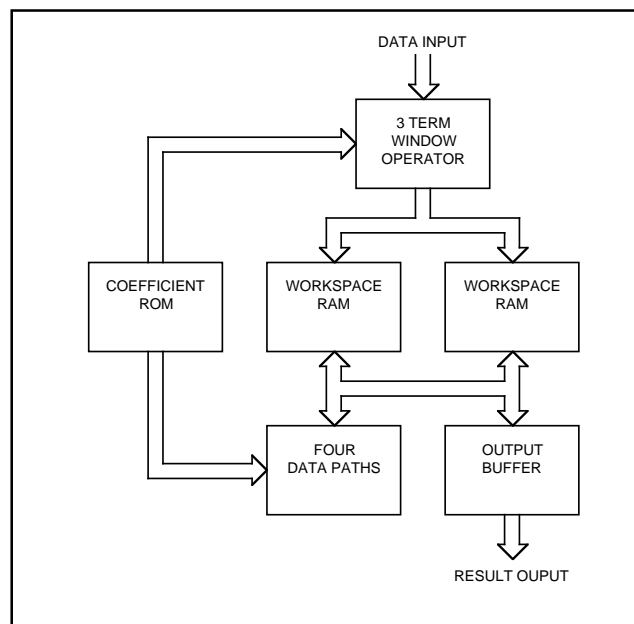 DATA INPUT
3 TERM
WINDOW
OPERATOR
COEFFICIENT
ROM
WORKSPACE
RAM
WORKSPACE
RAM
FOUR
DATA PATHS
OUTPUT
BUFFER
RESULT OUPUT